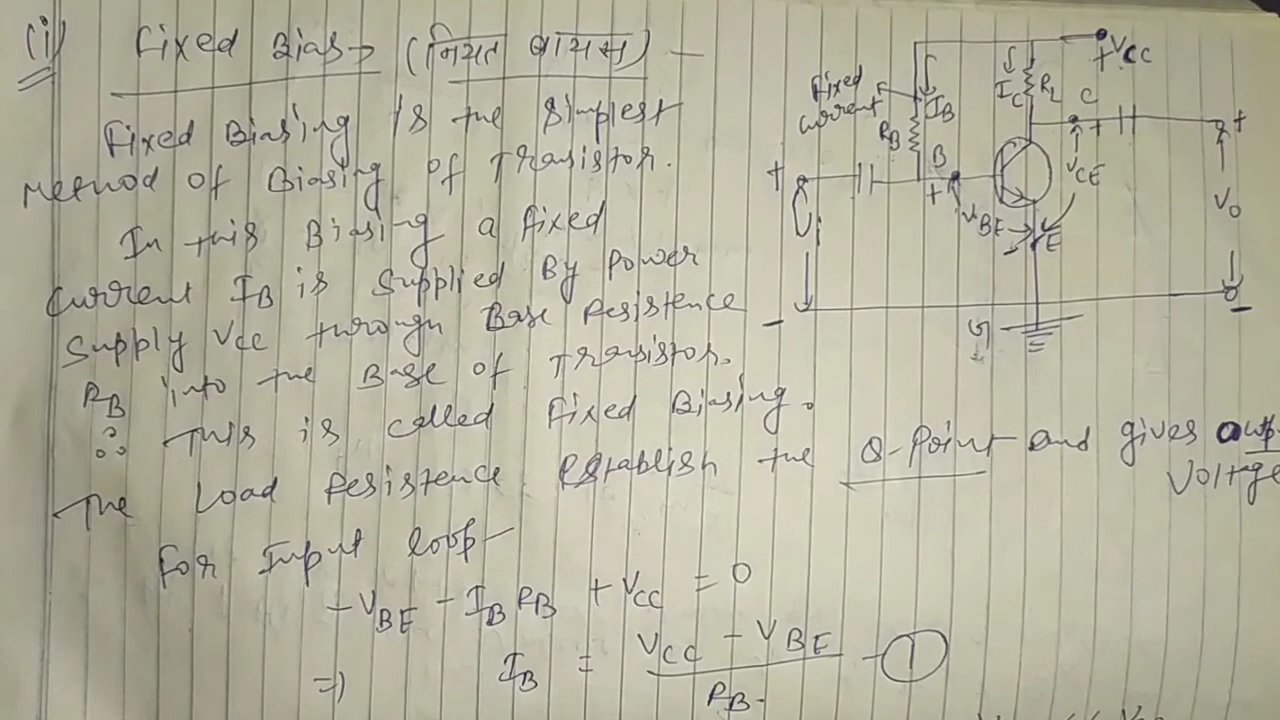 (i) Fixed Bias → (नियत बायस) —
Fixed Biasing is the simplest
method of Biasing of Transistor.
In this Biasing a fixed
current IB is supplied By Power
Supply Vcc through Base Resistence
RB into the Base of Transistor.
∴ This is called fixed Biasing.
The Load Resistence Establish the Q-Point and gives
Voltage
For Input loop -
- VBE - IB RB + VCC = 0
=) IB = VCC - VBE / RB - ①
+VCC
Fixed current
IB
IC
RL
RB
C
B
+
+
+
+
VCE
VBE
E
Vi
Vo
-
-